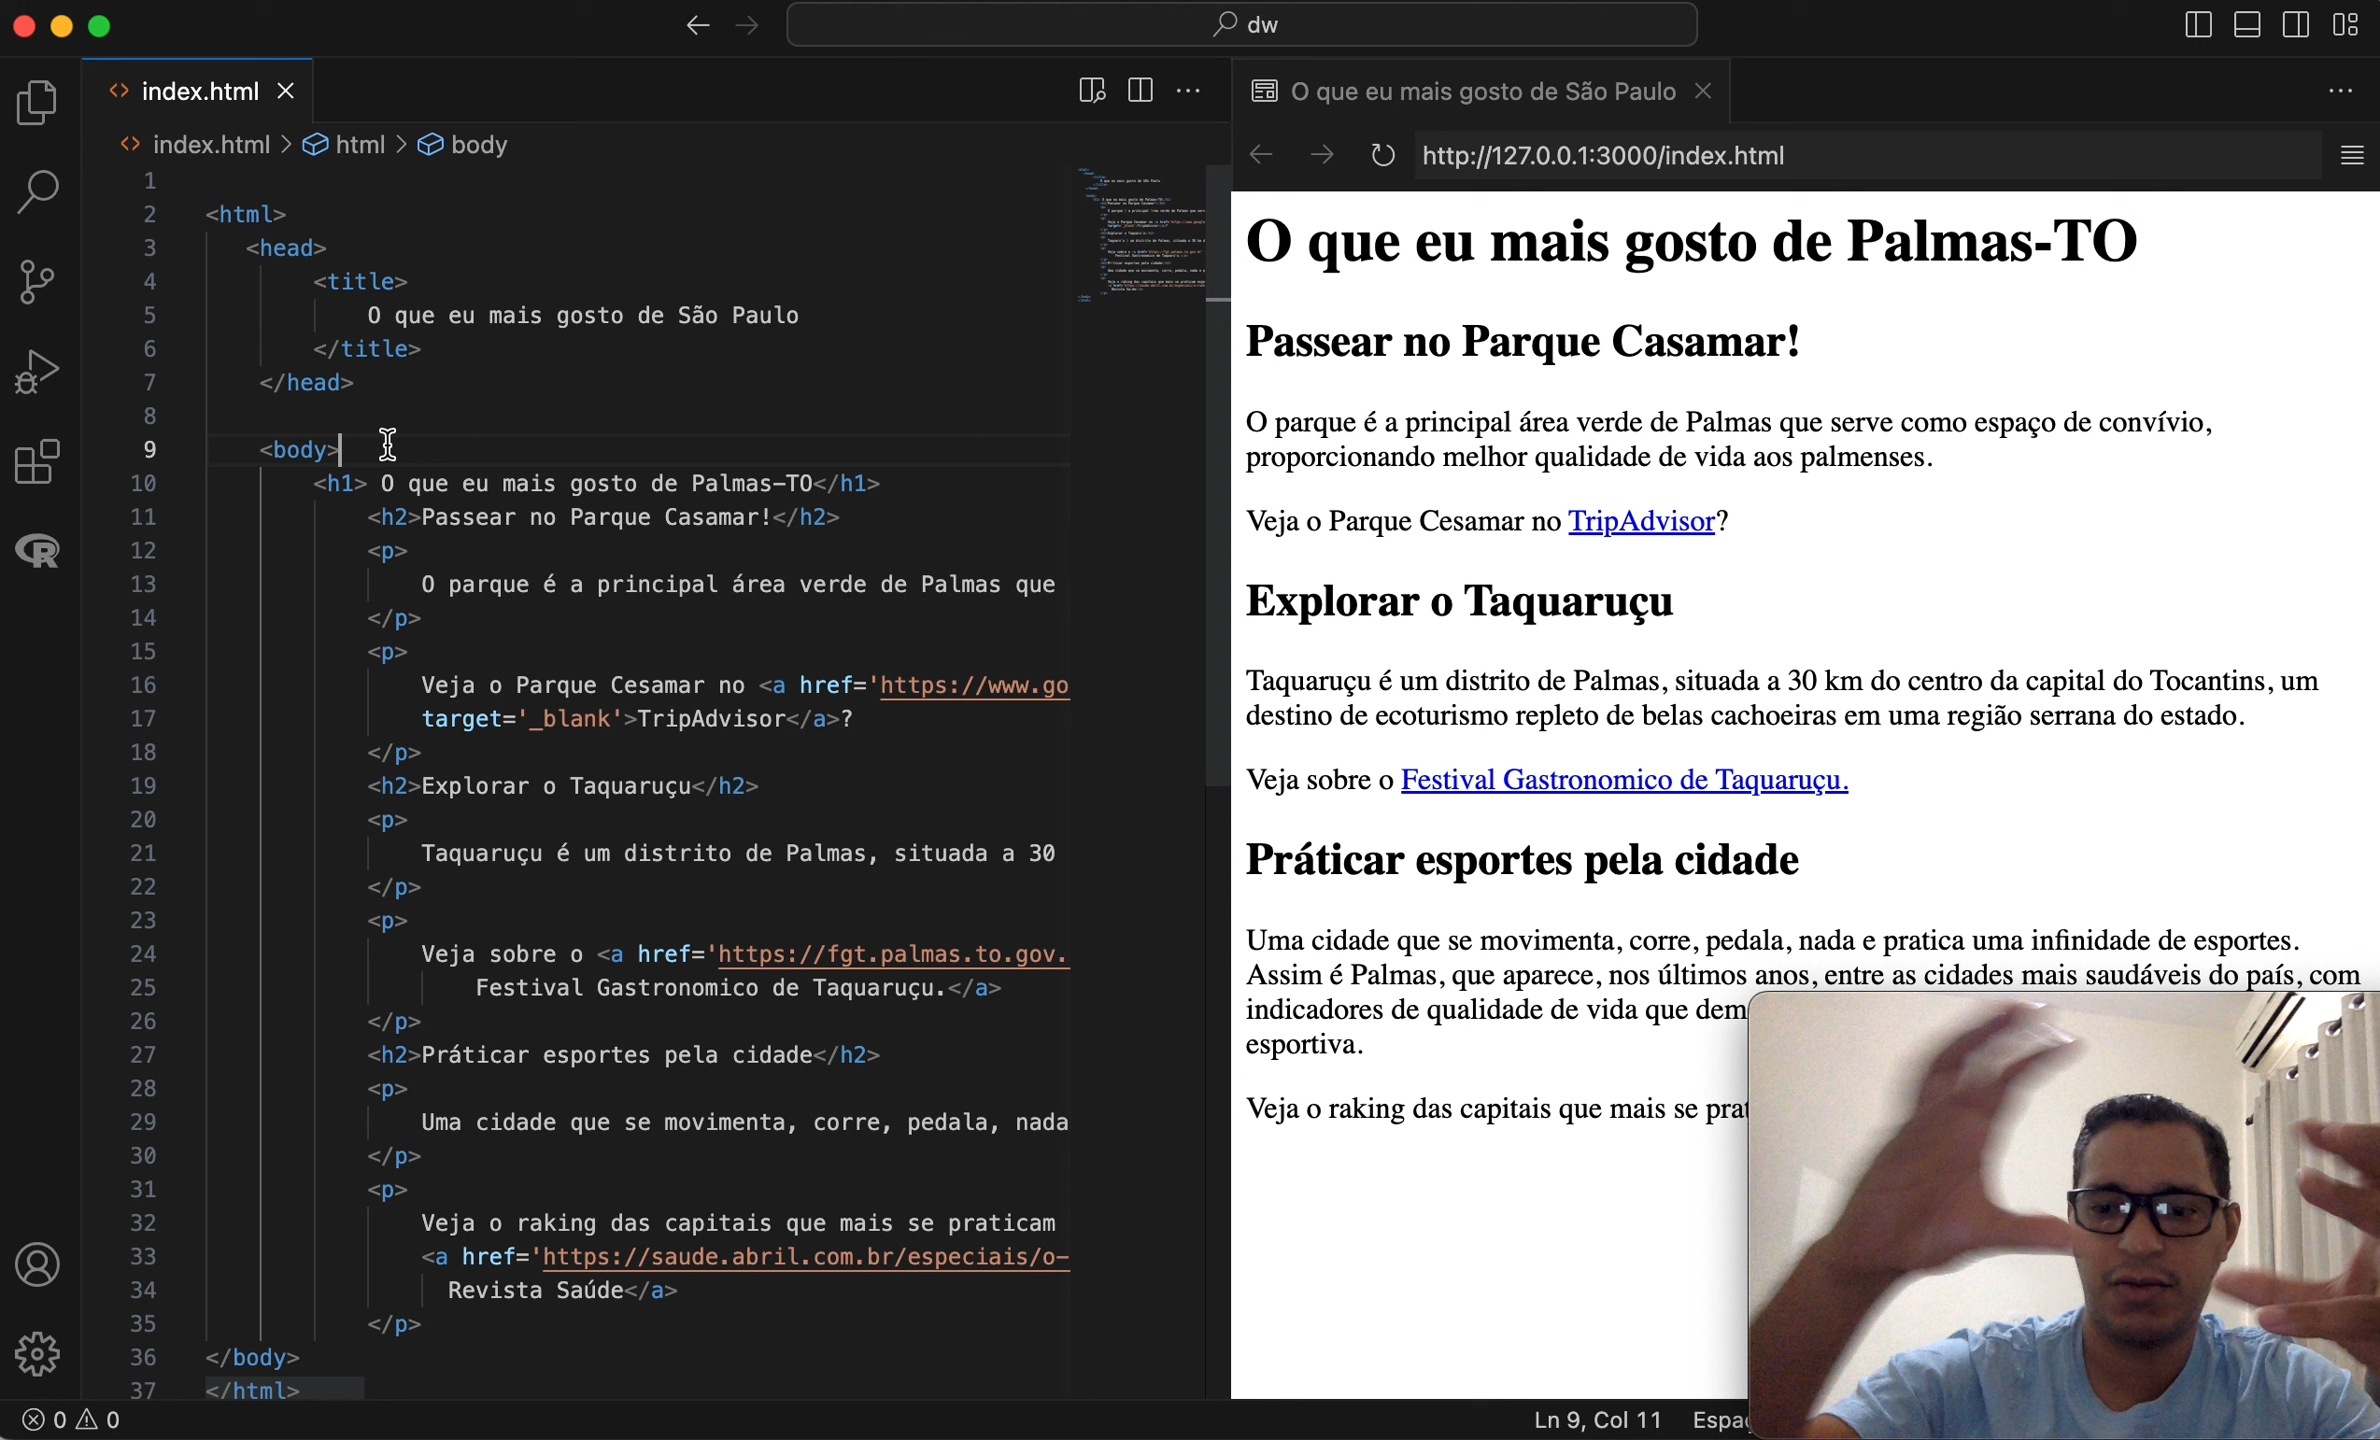 dw
index.html
O que eu mais gosto de São Paulo
index.html > html > body
http://127.0.0.1:3000/index.html
1
2 <html>
3 <head>
4 <title>
5 O que eu mais gosto de São Paulo
6 </title>
7 </head>
8
9 <body>
10 <h1> O que eu mais gosto de Palmas-TO</h1>
11 <h2>Passear no Parque Casamar!</h2>
12 <p>
13 O parque é a principal área verde de Palmas que
14 </p>
15 <p>
16 Veja o Parque Cesamar no <a href='https://www.go
17 target='_blank'>TripAdvisor</a>?
18 </p>
19 <h2>Explorar o Taquaruçu</h2>
20 <p>
21 Taquaruçu é um distrito de Palmas, situada a 30
22 </p>
23 <p>
24 Veja sobre o <a href='https://fgt.palmas.to.gov.
25 Festival Gastronomico de Taquaruçu.</a>
26 </p>
27 <h2>Práticar esportes pela cidade</h2>
28 <p>
29 Uma cidade que se movimenta, corre, pedala, nada
30 </p>
31 <p>
32 Veja o raking das capitais que mais se praticam
33 <a href='https://saude.abril.com.br/especiais/o-
34 Revista Saúde</a>
35 </p>
36 </body>
37 </html>
O que eu mais gosto de Palmas-TO
Passear no Parque Casamar!
O parque é a principal área verde de Palmas que serve como espaço de convívio,
proporcionando melhor qualidade de vida aos palmenses.
Veja o Parque Cesamar no TripAdvisor?
Explorar o Taquaruçu
Taquaruçu é um distrito de Palmas, situada a 30 km do centro da capital do Tocantins, um
destino de ecoturismo repleto de belas cachoeiras em uma região serrana do estado.
Veja sobre o Festival Gastronomico de Taquaruçu.
Práticar esportes pela cidade
Uma cidade que se movimenta, corre, pedala, nada e pratica uma infinidade de esportes.
Assim é Palmas, que aparece, nos últimos anos, entre as cidades mais saudáveis do país, com
indicadores de qualidade de vida que dem
esportiva.
Veja o raking das capitais que mais se prat
0 0
Ln 9, Col 11 Espaç